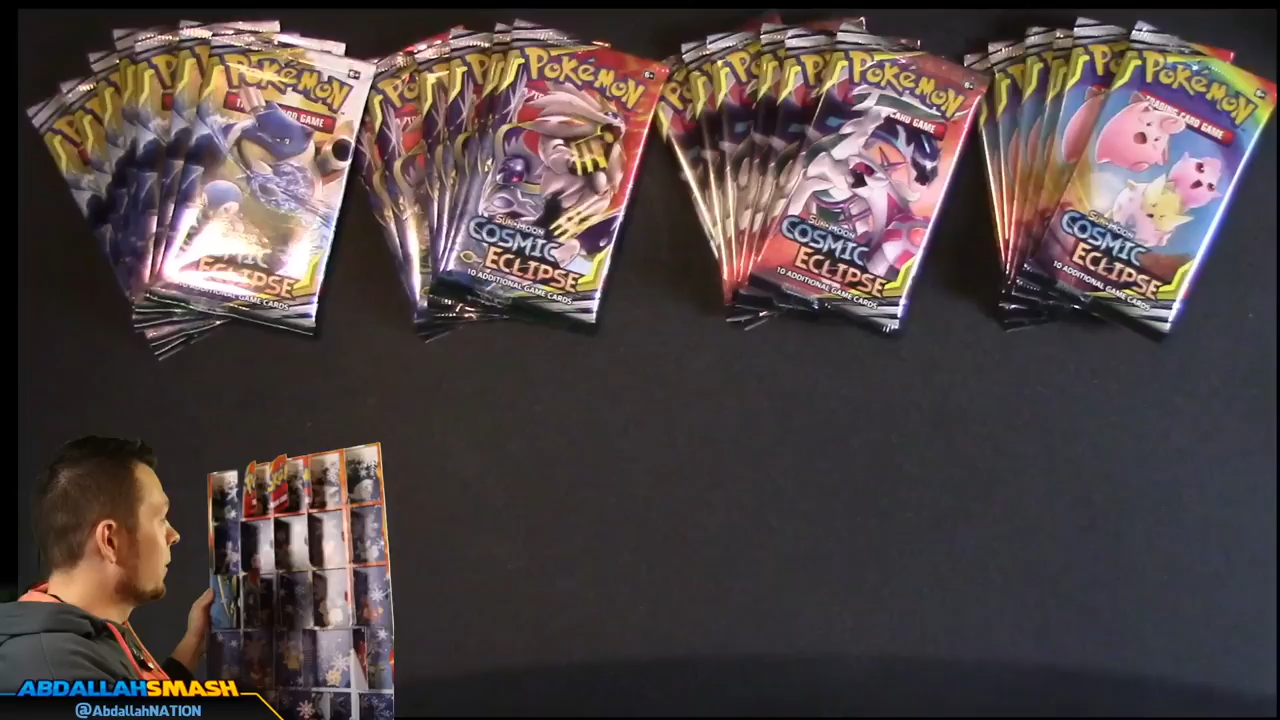 POKÉMON
CARD GAME
ECLIPSE
10 ADDITIONAL GAME CARDS
POKÉMON
SUN & MOON
COSMIC
ECLIPSE
10 ADDITIONAL GAME CARDS
POKÉMON
CARD GAME
SUN & MOON
COSMIC
ECLIPSE
10 ADDITIONAL GAME CARDS
POKÉMON
TRADING CARD GAME
SUN & MOON
COSMIC
ECLIPSE
10 ADDITIONAL GAME CARDS
ABDALLAHSMASH
@AbdallahNATION